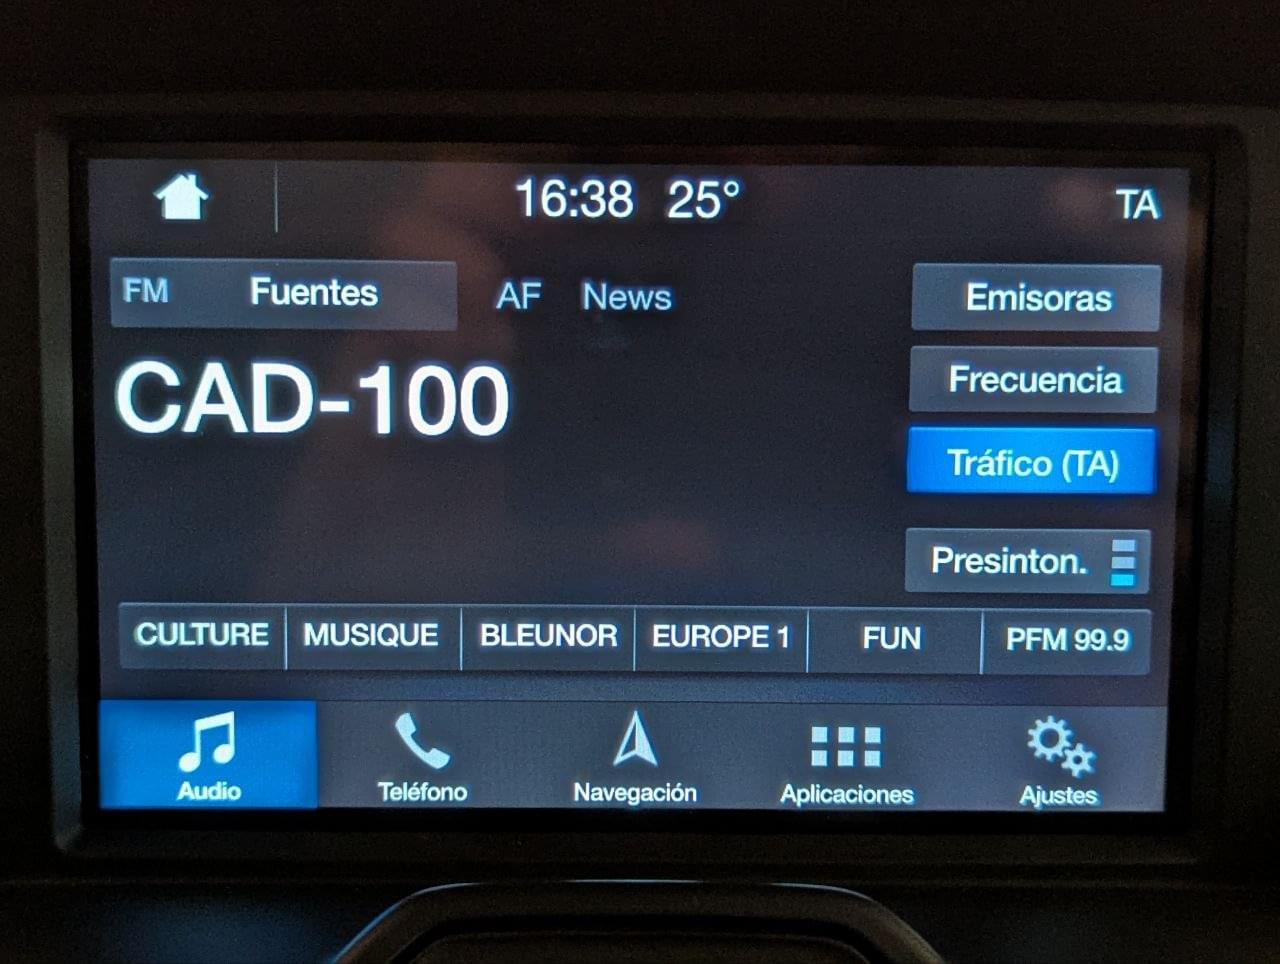 16:38 25° TA
FM Fuentes AF News Emisoras
CAD-100
Frecuencia
Tráfico (TA)
Presinton.
CULTURE MUSIQUE BLEUNOR EUROPE 1 FUN PFM 99.9
Audio Teléfono Navegación Aplicaciones Ajustes